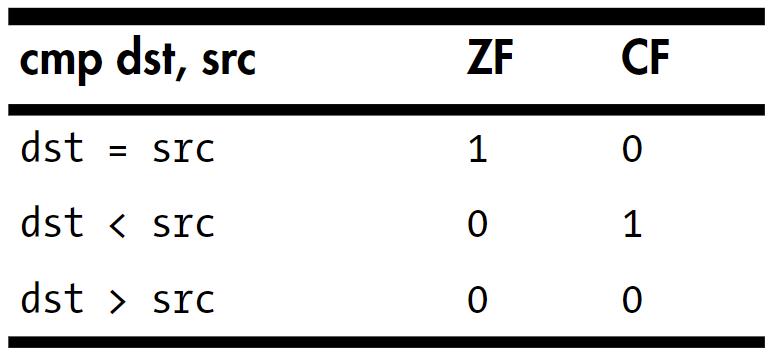 cmp dst, src ZF CF
dst = src 1 0
dst < src 0 1
dst > src 0 0